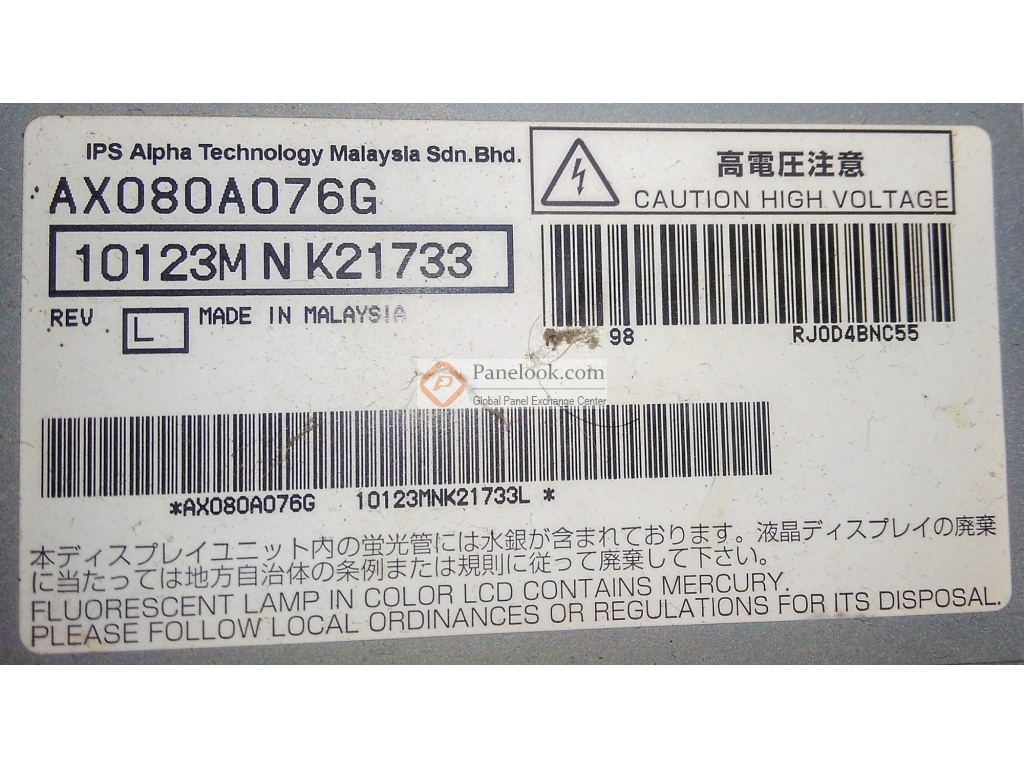 IPS Alpha Technology Malaysia Sdn.Bhd.
AX080A076G
10123M N K21733
REV L MADE IN MALAYSIA
高電圧注意
CAUTION HIGH VOLTAGE
98 RJ0D4BNC55
Panelook.com
Global Panel Exchange Center
*AX080A076G 10123MNK21733L *
本ディスプレイユニット内の蛍光管には水銀が含まれております。液晶ディスプレイの廃棄
に当たっては地方自治体の条例または規則に従って廃棄して下さい。
FLUORESCENT LAMP IN COLOR LCD CONTAINS MERCURY.
PLEASE FOLLOW LOCAL ORDINANCES OR REGULATIONS FOR ITS DISPOSAL.